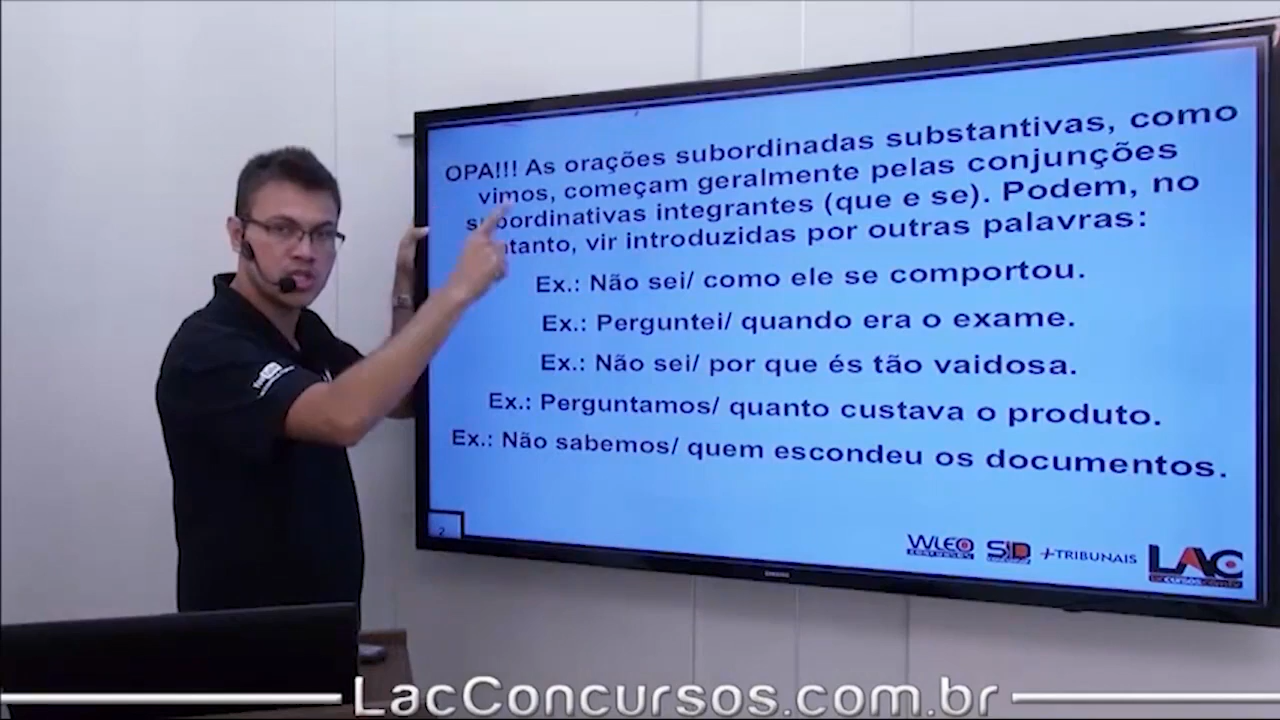 OPA!!! As orações subordinadas substantivas, como
vimos, começam geralmente pelas conjunções
subordinativas integrantes (que e se). Podem, no
tanto, vir introduzidas por outras palavras:
Ex.: Não sei/ como ele se comportou.
Ex.: Perguntei/ quando era o exame.
Ex.: Não sei/ por que és tão vaidosa.
Ex.: Perguntamos/ quanto custava o produto.
Ex.: Não sabemos/ quem escondeu os documentos.
2
WLEO
SID
+TRIBUNAIS
LAC
SAMSUNG
LacConcursos.com.br